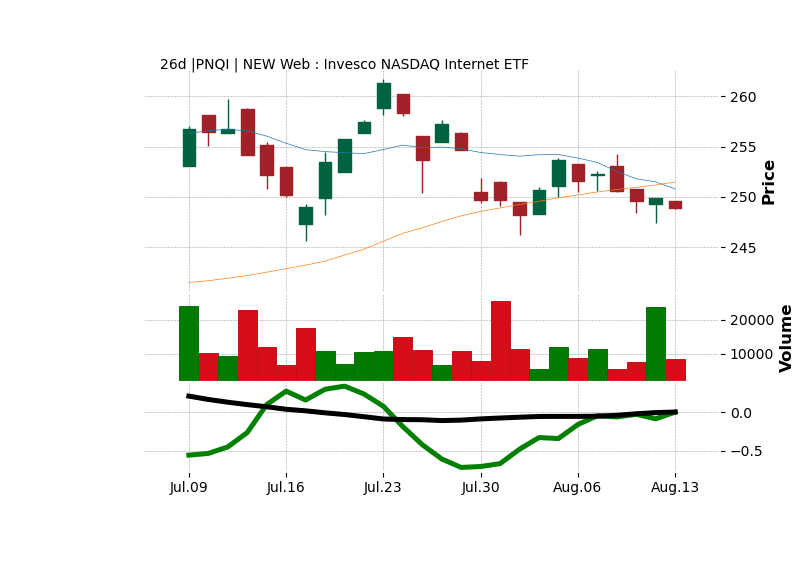 26d |PNQI | NEW Web : Invesco NASDAQ Internet ETF
260
255
250
245
Price
20000
10000
Volume
0.0
−0.5
Jul.09 Jul.16 Jul.23 Jul.30 Aug.06 Aug.13